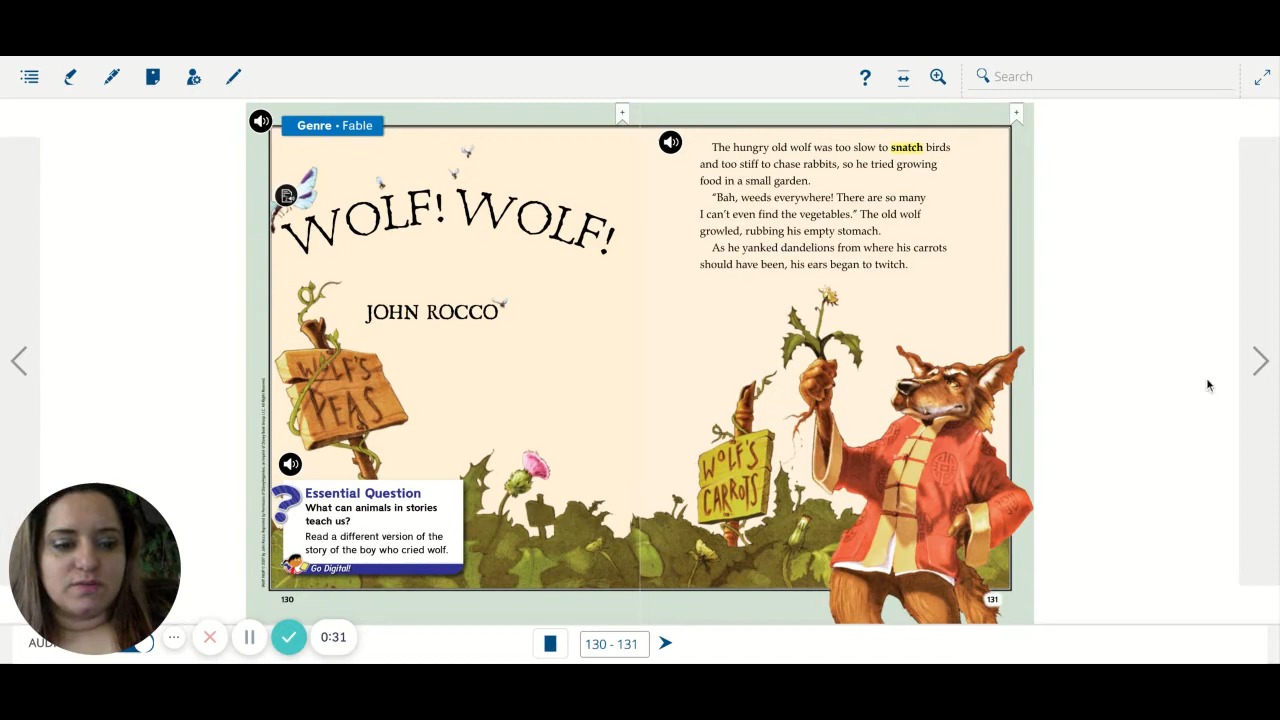 Search
Genre • Fable
WOLF! WOLF!
JOHN ROCCO
WOLF'S
PEAS
Essential Question
What can animals in stories
teach us?
Read a different version of the
story of the boy who cried wolf.
Go Digital!
130
The hungry old wolf was too slow to snatch birds
and too stiff to chase rabbits, so he tried growing
food in a small garden.
“Bah, weeds everywhere! There are so many
I can’t even find the vegetables.” The old wolf
growled, rubbing his empty stomach.
As he yanked dandelions from where his carrots
should have been, his ears began to twitch.
WOLF'S
CARROTS
131
0:31
130 - 131